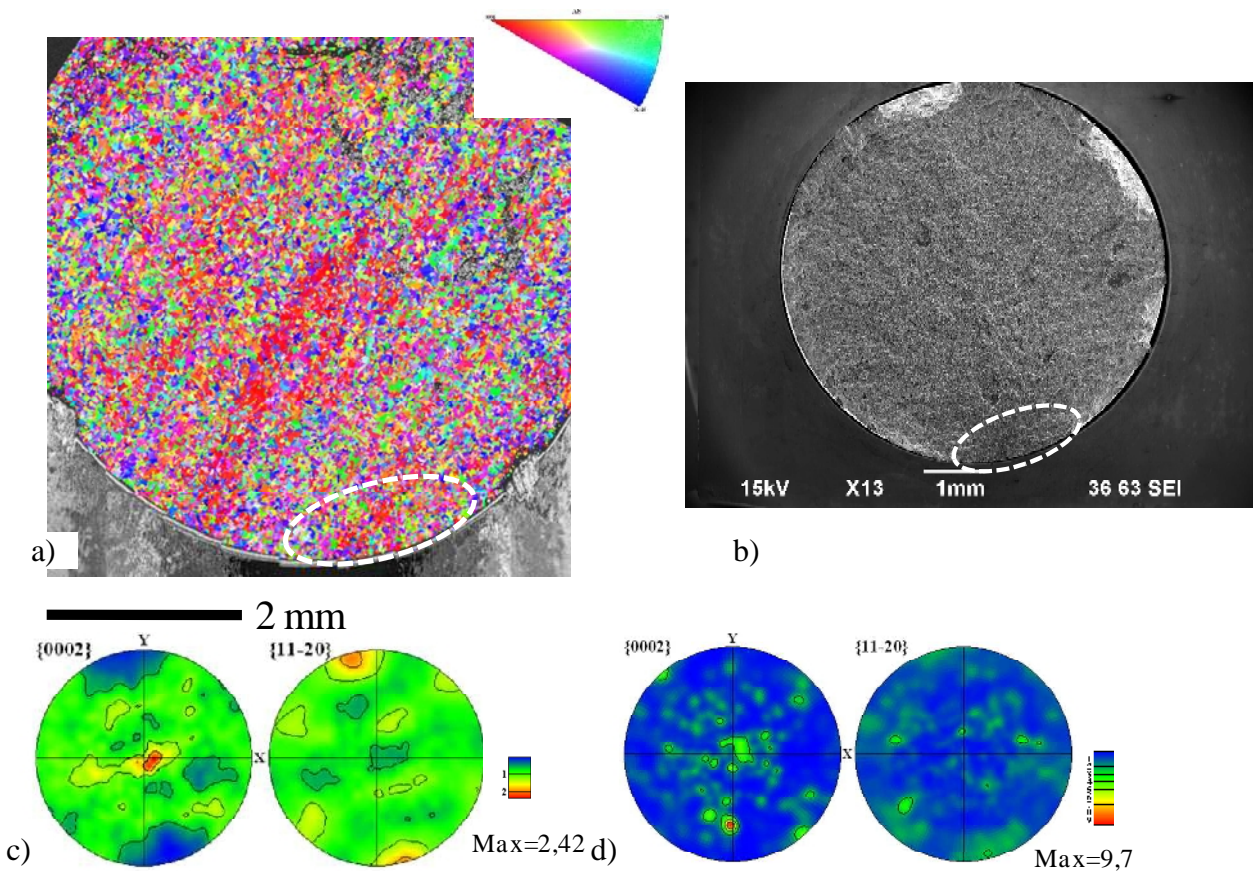 a)
15kV X13 1mm 36 63 SEI
b)
2 mm
{0002}
Y
X
{11-20}
1
2
Max=2,42
c)
{0002}
Y
X
{11-20}
Max=9,7
d)